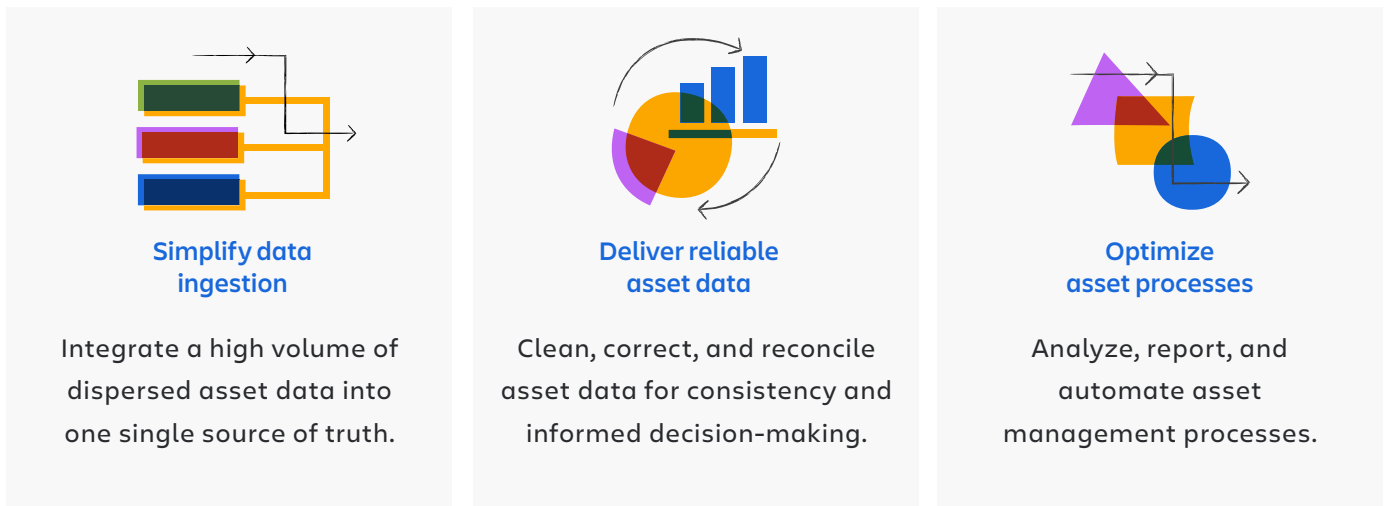 Simplify data
ingestion
Integrate a high volume of
dispersed asset data into
one single source of truth.
Deliver reliable
asset data
Clean, correct, and reconcile
asset data for consistency and
informed decision-making.
Optimize
asset processes
Analyze, report, and
automate asset
management processes.